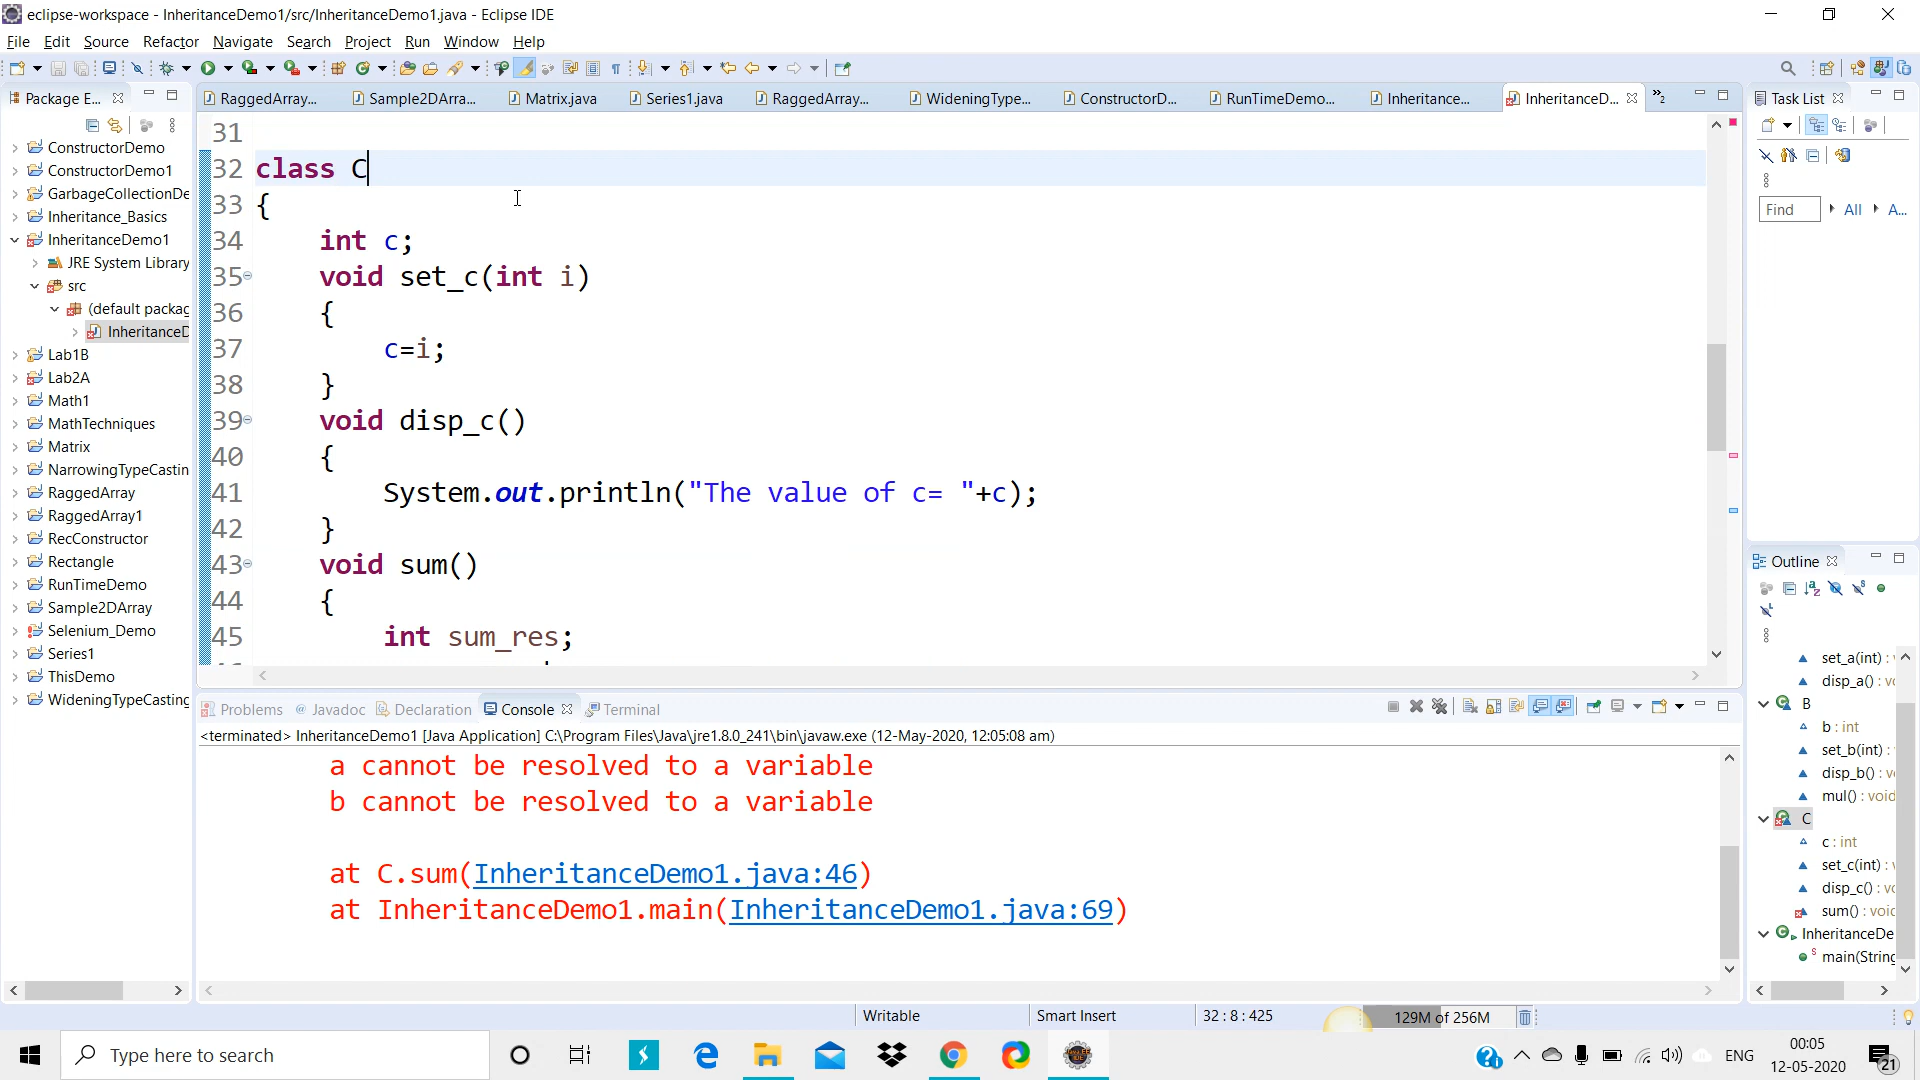 eclipse-workspace - InheritanceDemo1/src/InheritanceDemo1.java - Eclipse IDE
File Edit Source Refactor Navigate Search Project Run Window Help
Package E...
RaggedArray... Sample2DArra... Matrix.java Series1.java RaggedArray... WideningType... ConstructorD... RunTimeDemo... Inheritance... InheritanceD... »2
Task List
ConstructorDemo
ConstructorDemo1
GarbageCollectionDe
Inheritance_Basics
InheritanceDemo1
JRE System Library
src
(default packag
InheritanceD
Lab1B
Lab2A
Math1
MathTechniques
Matrix
NarrowingTypeCastin
RaggedArray
RaggedArray1
RecConstructor
Rectangle
RunTimeDemo
Sample2DArray
Selenium_Demo
Series1
ThisDemo
WideningTypeCasting
31
32 class C
33 {
34 int c;
35 void set_c(int i)
36 {
37 c=i;
38 }
39 void disp_c()
40 {
41 System.out.println("The value of c= "+c);
42 }
43 void sum()
44 {
45 int sum_res;
Find All A...
Outline
set_a(int) :
disp_a() : vo
B
b : int
set_b(int) :
disp_b() : vo
mul() : void
C
c : int
set_c(int) :
disp_c() : vo
sum() : voic
InheritanceDe
main(String
Problems Javadoc Declaration Console Terminal
<terminated> InheritanceDemo1 [Java Application] C:\Program Files\Java\jre1.8.0_241\bin\javaw.exe (12-May-2020, 12:05:08 am)
a cannot be resolved to a variable
b cannot be resolved to a variable
at C.sum(InheritanceDemo1.java:46)
at InheritanceDemo1.main(InheritanceDemo1.java:69)
Writable Smart Insert 32 : 8 : 425 129M of 256M
Type here to search
ENG
00:05
12-05-2020
21